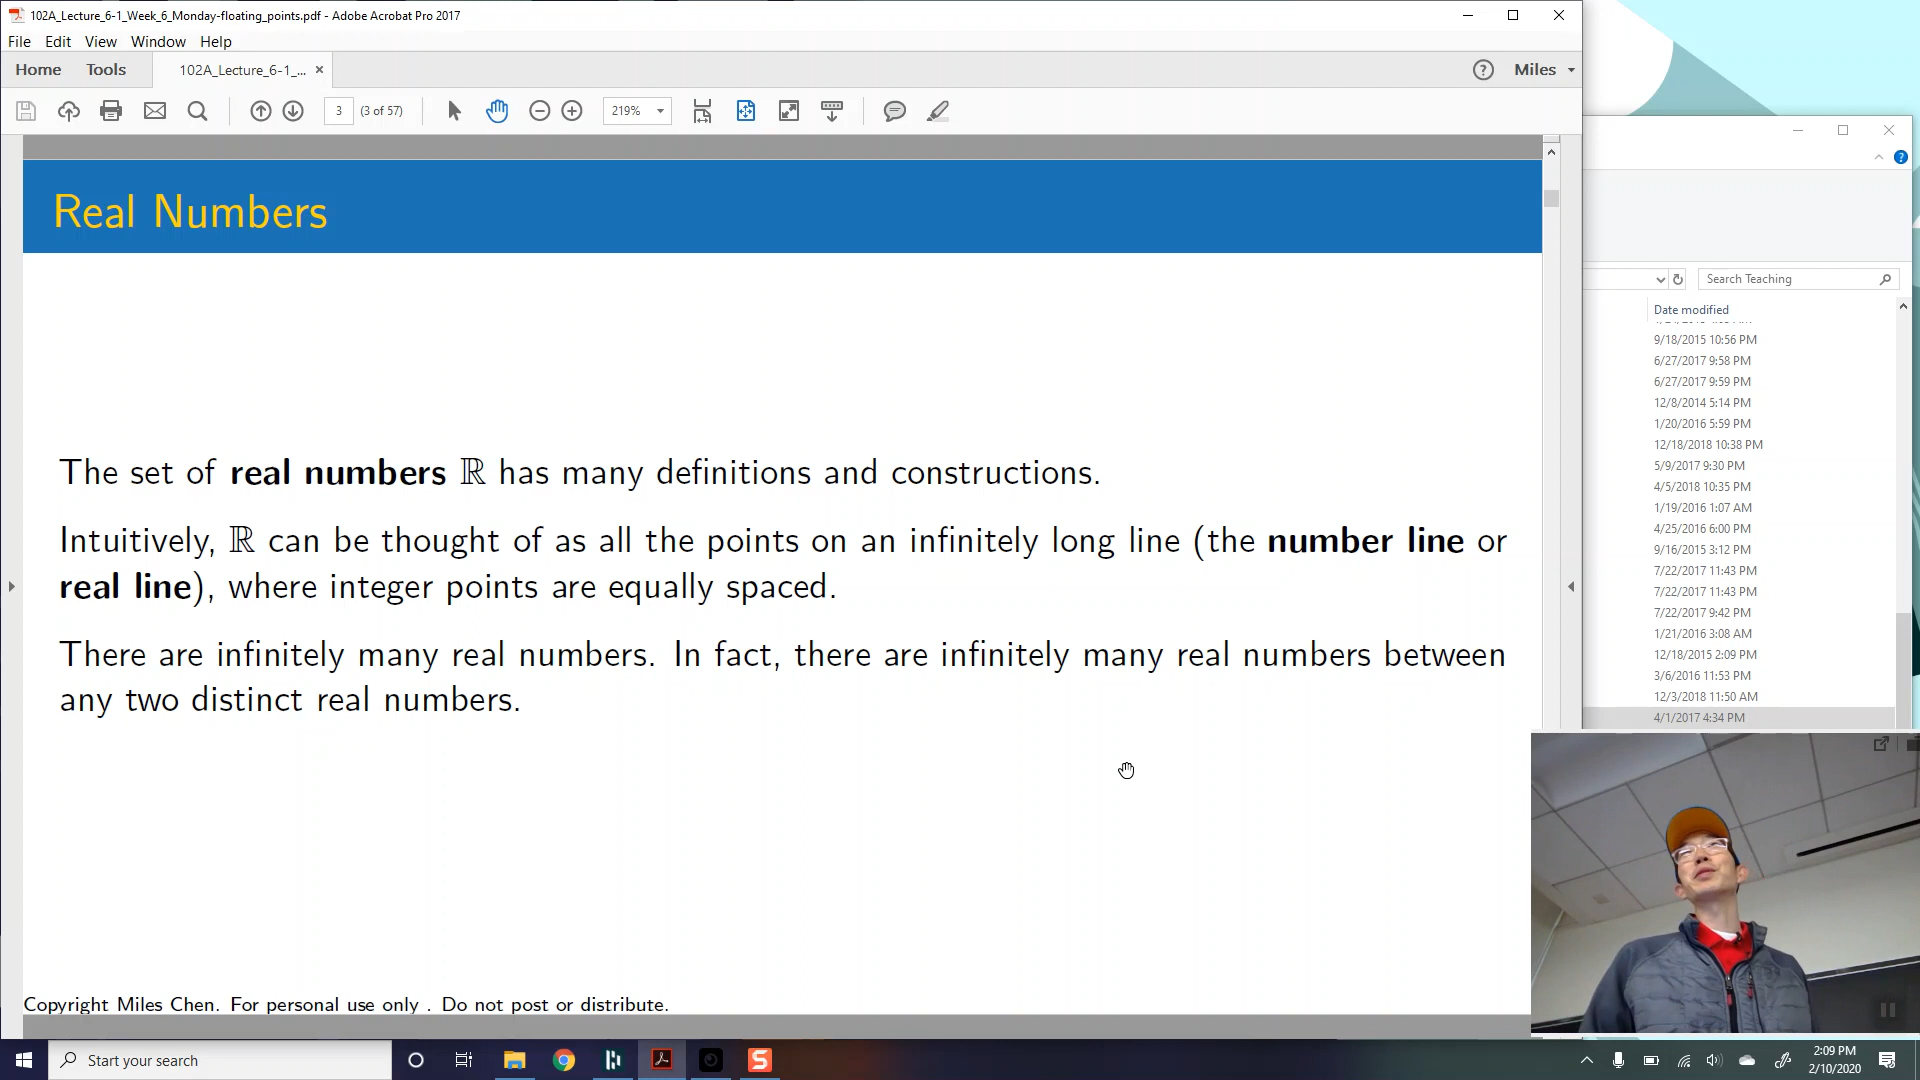 102A_Lecture_6-1_Week_6_Monday-floating_points.pdf - Adobe Acrobat Pro 2017
File Edit View Window Help
Home Tools 102A_Lecture_6-1_... × Miles
3 (3 of 57) 219%
Real Numbers
The set of real numbers ℝ has many definitions and constructions.
Intuitively, ℝ can be thought of as all the points on an infinitely long line (the number line or
real line), where integer points are equally spaced.
There are infinitely many real numbers. In fact, there are infinitely many real numbers between
any two distinct real numbers.
Copyright Miles Chen. For personal use only . Do not post or distribute.
Search Teaching
Date modified
9/18/2015 10:56 PM
6/27/2017 9:58 PM
6/27/2017 9:59 PM
12/8/2014 5:14 PM
1/20/2016 5:59 PM
12/18/2018 10:38 PM
5/9/2017 9:30 PM
4/5/2018 10:35 PM
1/19/2016 1:07 AM
4/25/2016 6:00 PM
9/16/2015 3:12 PM
7/22/2017 11:43 PM
7/22/2017 11:43 PM
7/22/2017 9:42 PM
1/21/2016 3:08 AM
12/18/2015 2:09 PM
3/6/2016 11:53 PM
12/3/2018 11:50 AM
4/1/2017 4:34 PM
Start your search
2:09 PM
2/10/2020